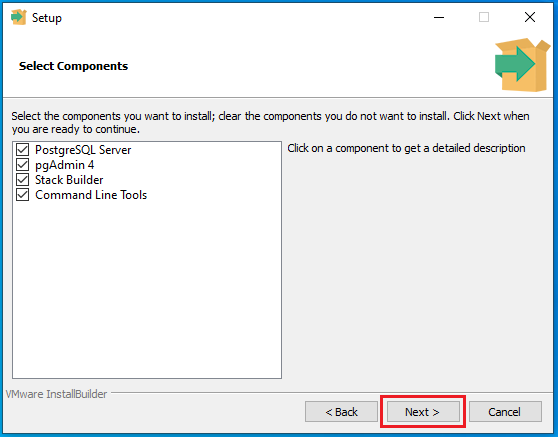 Setup
Select Components
Select the components you want to install; clear the components you do not want to install. Click Next when
you are ready to continue.
PostgreSQL Server
pgAdmin 4
Stack Builder
Command Line Tools
Click on a component to get a detailed description
VMware InstallBuilder
< Back
Next >
Cancel